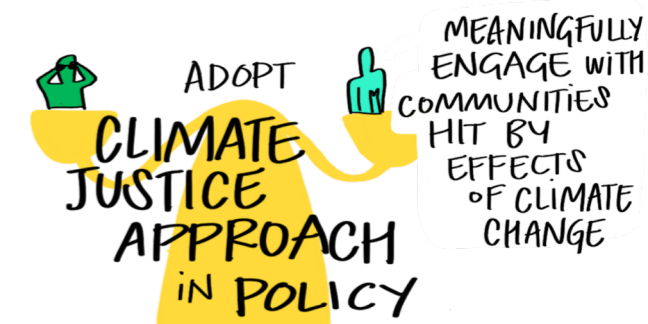 ADOPT
CLIMATE
JUSTICE
APPROACH
iN POLICY
MEANINGFULLY
ENGAGE WiTH
COMMUNITIES
HIT BY
EFFECTS
OF CLIMATE
CHANGE